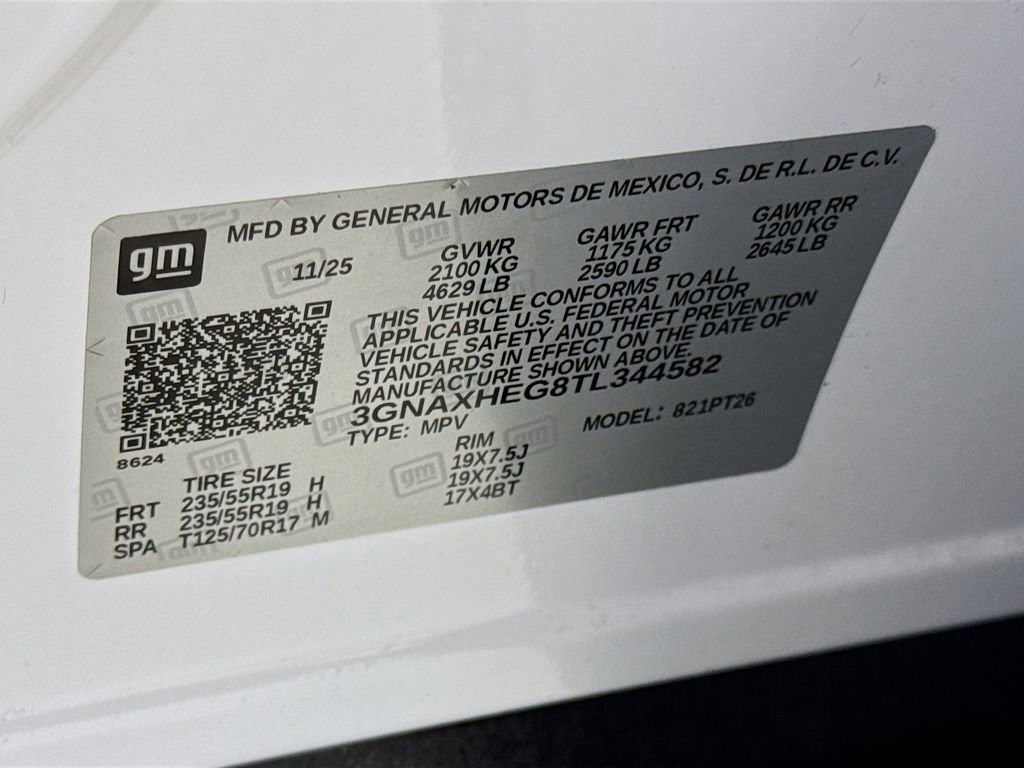 gm
MFD BY GENERAL MOTORS DE MEXICO, S. DE R.L. DE C.V.
11/25
GVWR GAWR FRT GAWR RR
2100 KG 1175 KG 1200 KG
4629 LB 2590 LB 2645 LB
THIS VEHICLE CONFORMS TO ALL
APPLICABLE U.S. FEDERAL MOTOR
VEHICLE SAFETY AND THEFT PREVENTION
STANDARDS IN EFFECT ON THE DATE OF
MANUFACTURE SHOWN ABOVE.
3GNAXHEG8TL344582
TYPE: MPV MODEL: 821PT26
8624
TIRE SIZE RIM
FRT 235/55R19 H 19X7.5J
RR 235/55R19 H 19X7.5J
SPA T125/70R17 M 17X4BT